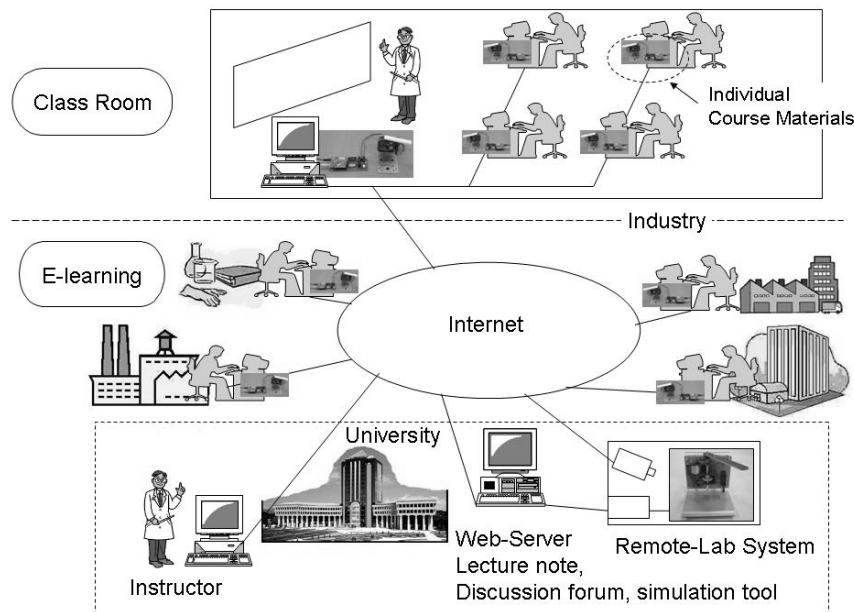 Class Room
Individual
Course Materials
Industry
E-learning
Internet
University
Instructor
Web-Server
Lecture note,
Discussion forum, simulation tool
Remote-Lab System